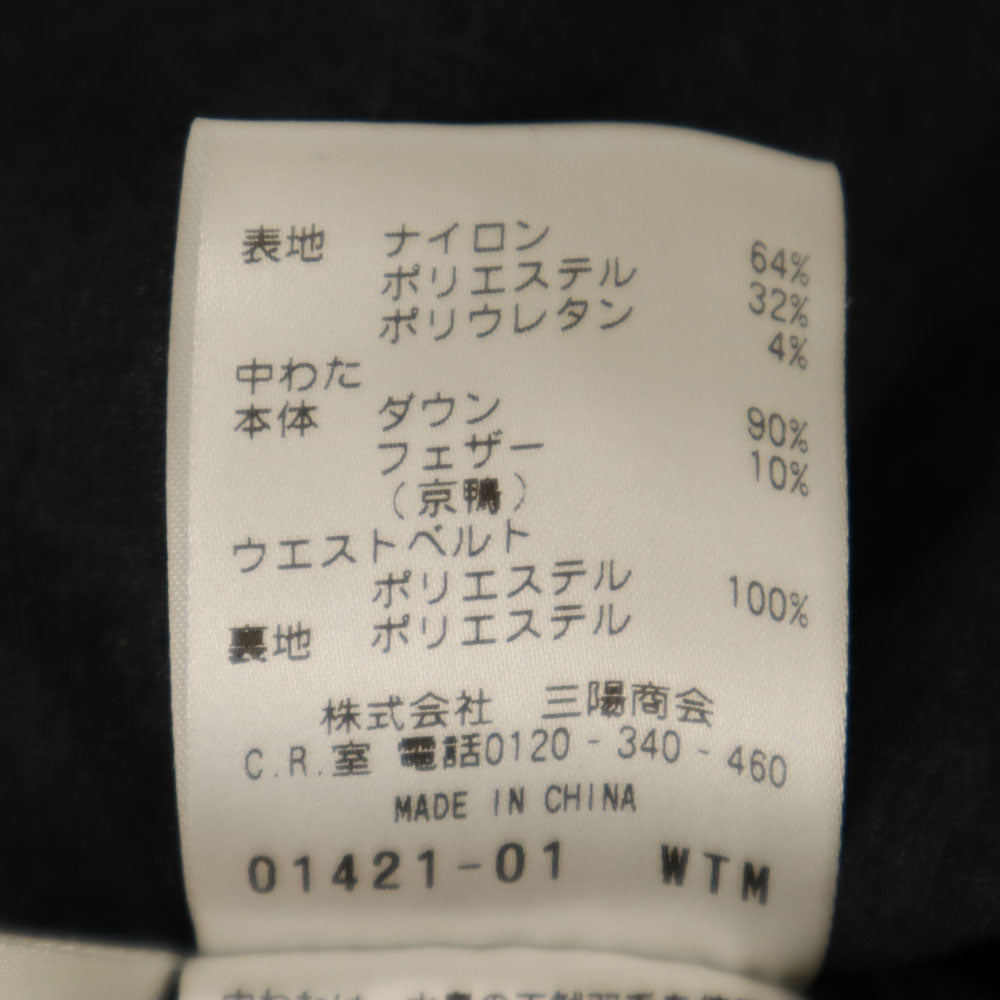 表地 ナイロン 64%
ポリエステル 32%
ポリウレタン 4%
中わた
本体 ダウン 90%
フェザー 10%
(京鴨)
ウエストベルト
ポリエステル 100%
裏地 ポリエステル
株式会社 三陽商会
C.R.室 電話0120-340-460
MADE IN CHINA
01421-01 WTM